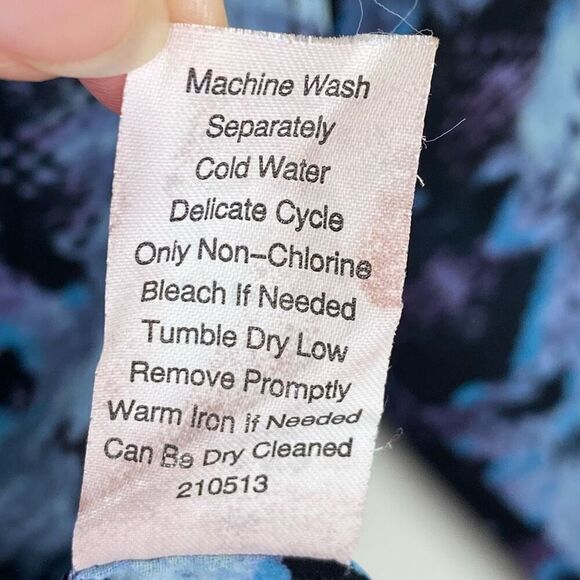 Machine Wash
Separately
Cold Water
Delicate Cycle
Only Non-Chlorine
Bleach If Needed
Tumble Dry Low
Remove Promptly
Warm Iron if Needed
Can Be Dry Cleaned
210513